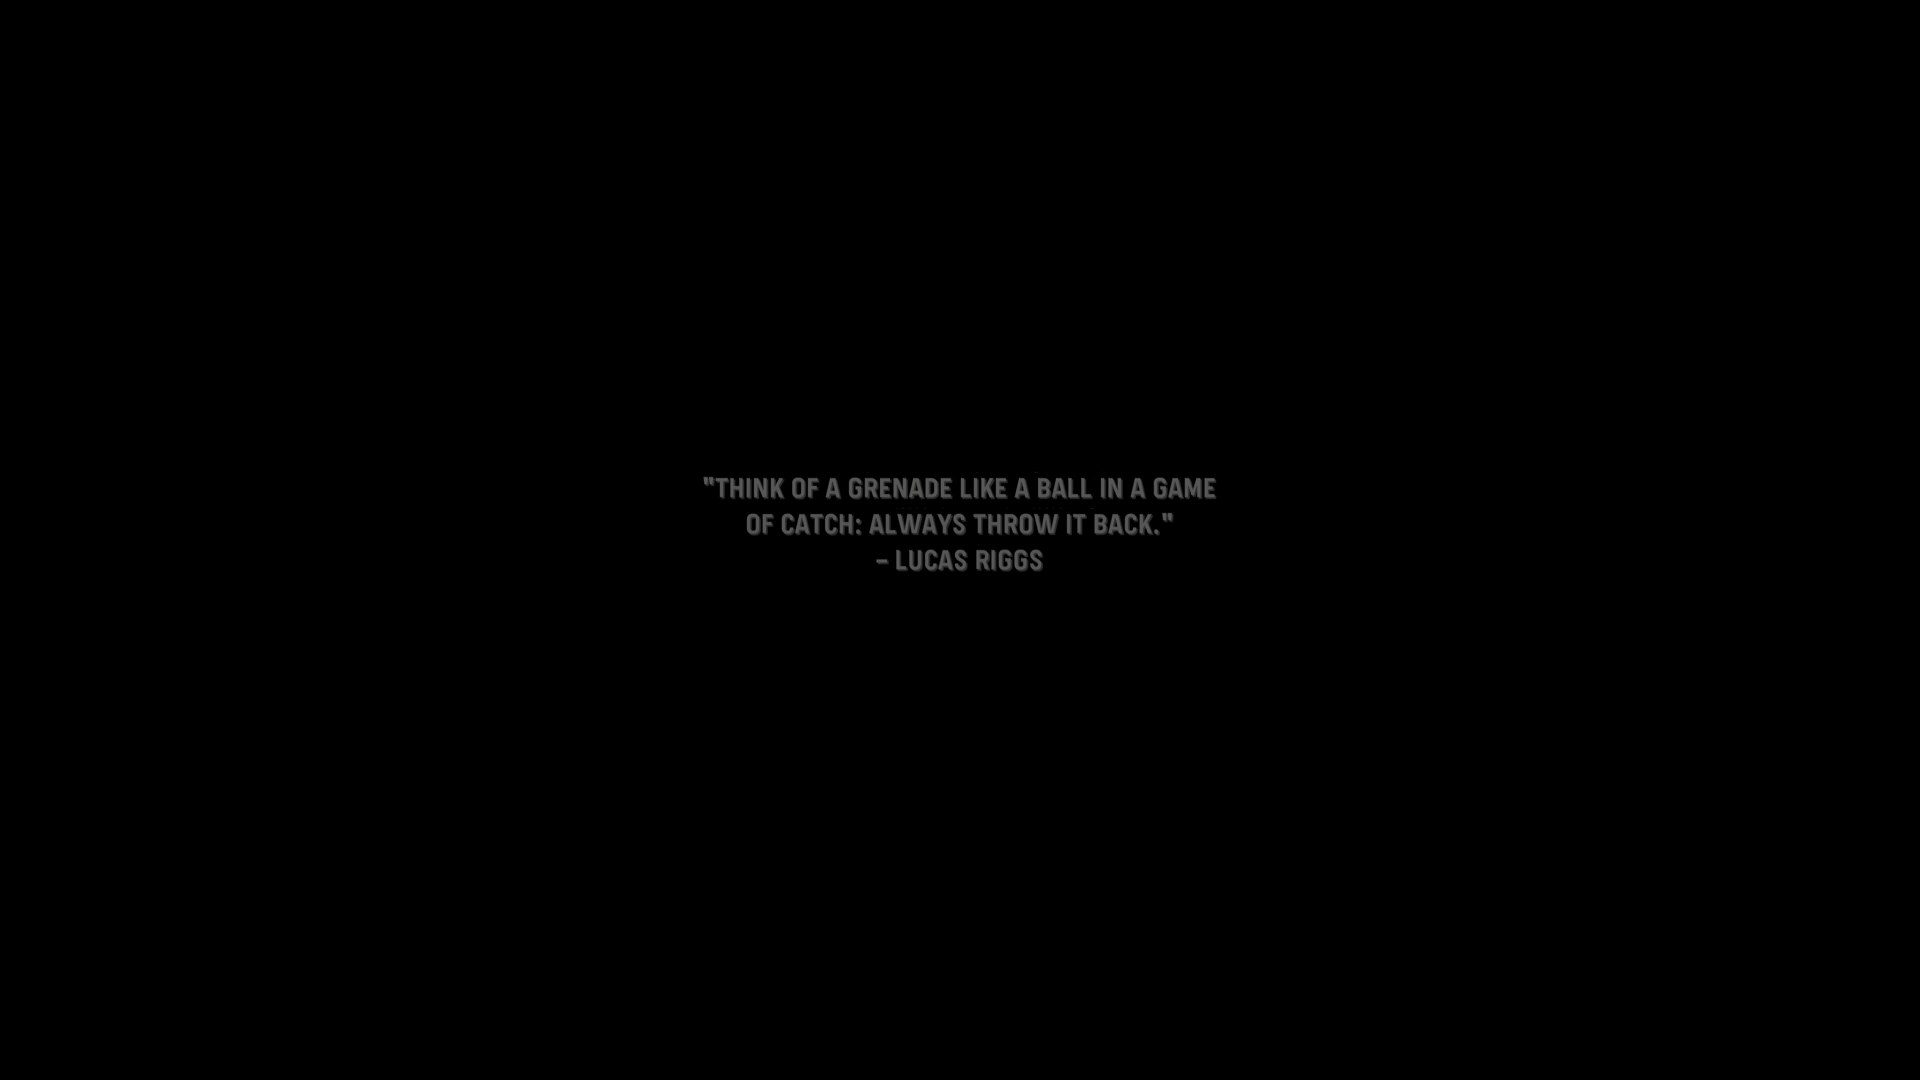 "THINK OF A GRENADE LIKE A BALL IN A GAME
OF CATCH: ALWAYS THROW IT BACK."
– LUCAS RIGGS